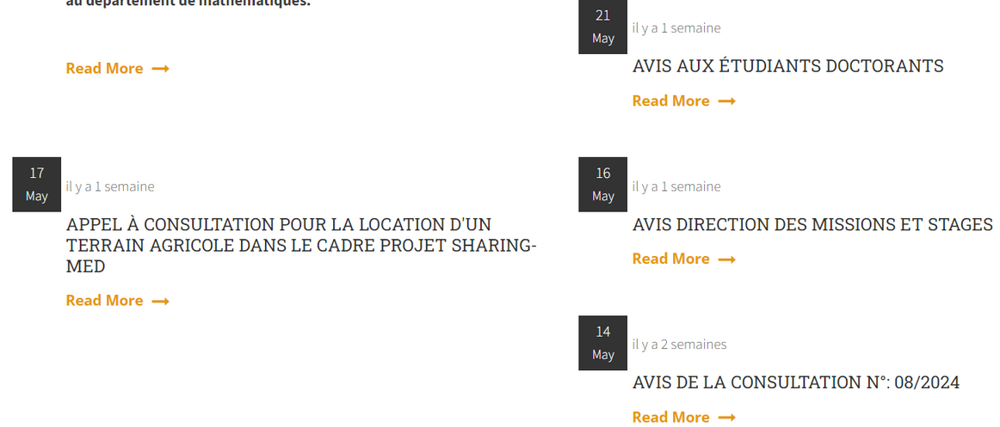 au département de mathématiques.
Read More
17
May
il y a 1 semaine
APPEL À CONSULTATION POUR LA LOCATION D'UN
TERRAIN AGRICOLE DANS LE CADRE PROJET SHARING-
MED
Read More
21
May
il y a 1 semaine
AVIS AUX ÉTUDIANTS DOCTORANTS
Read More
16
May
il y a 1 semaine
AVIS DIRECTION DES MISSIONS ET STAGES
Read More
14
May
il y a 2 semaines
AVIS DE LA CONSULTATION N°: 08/2024
Read More